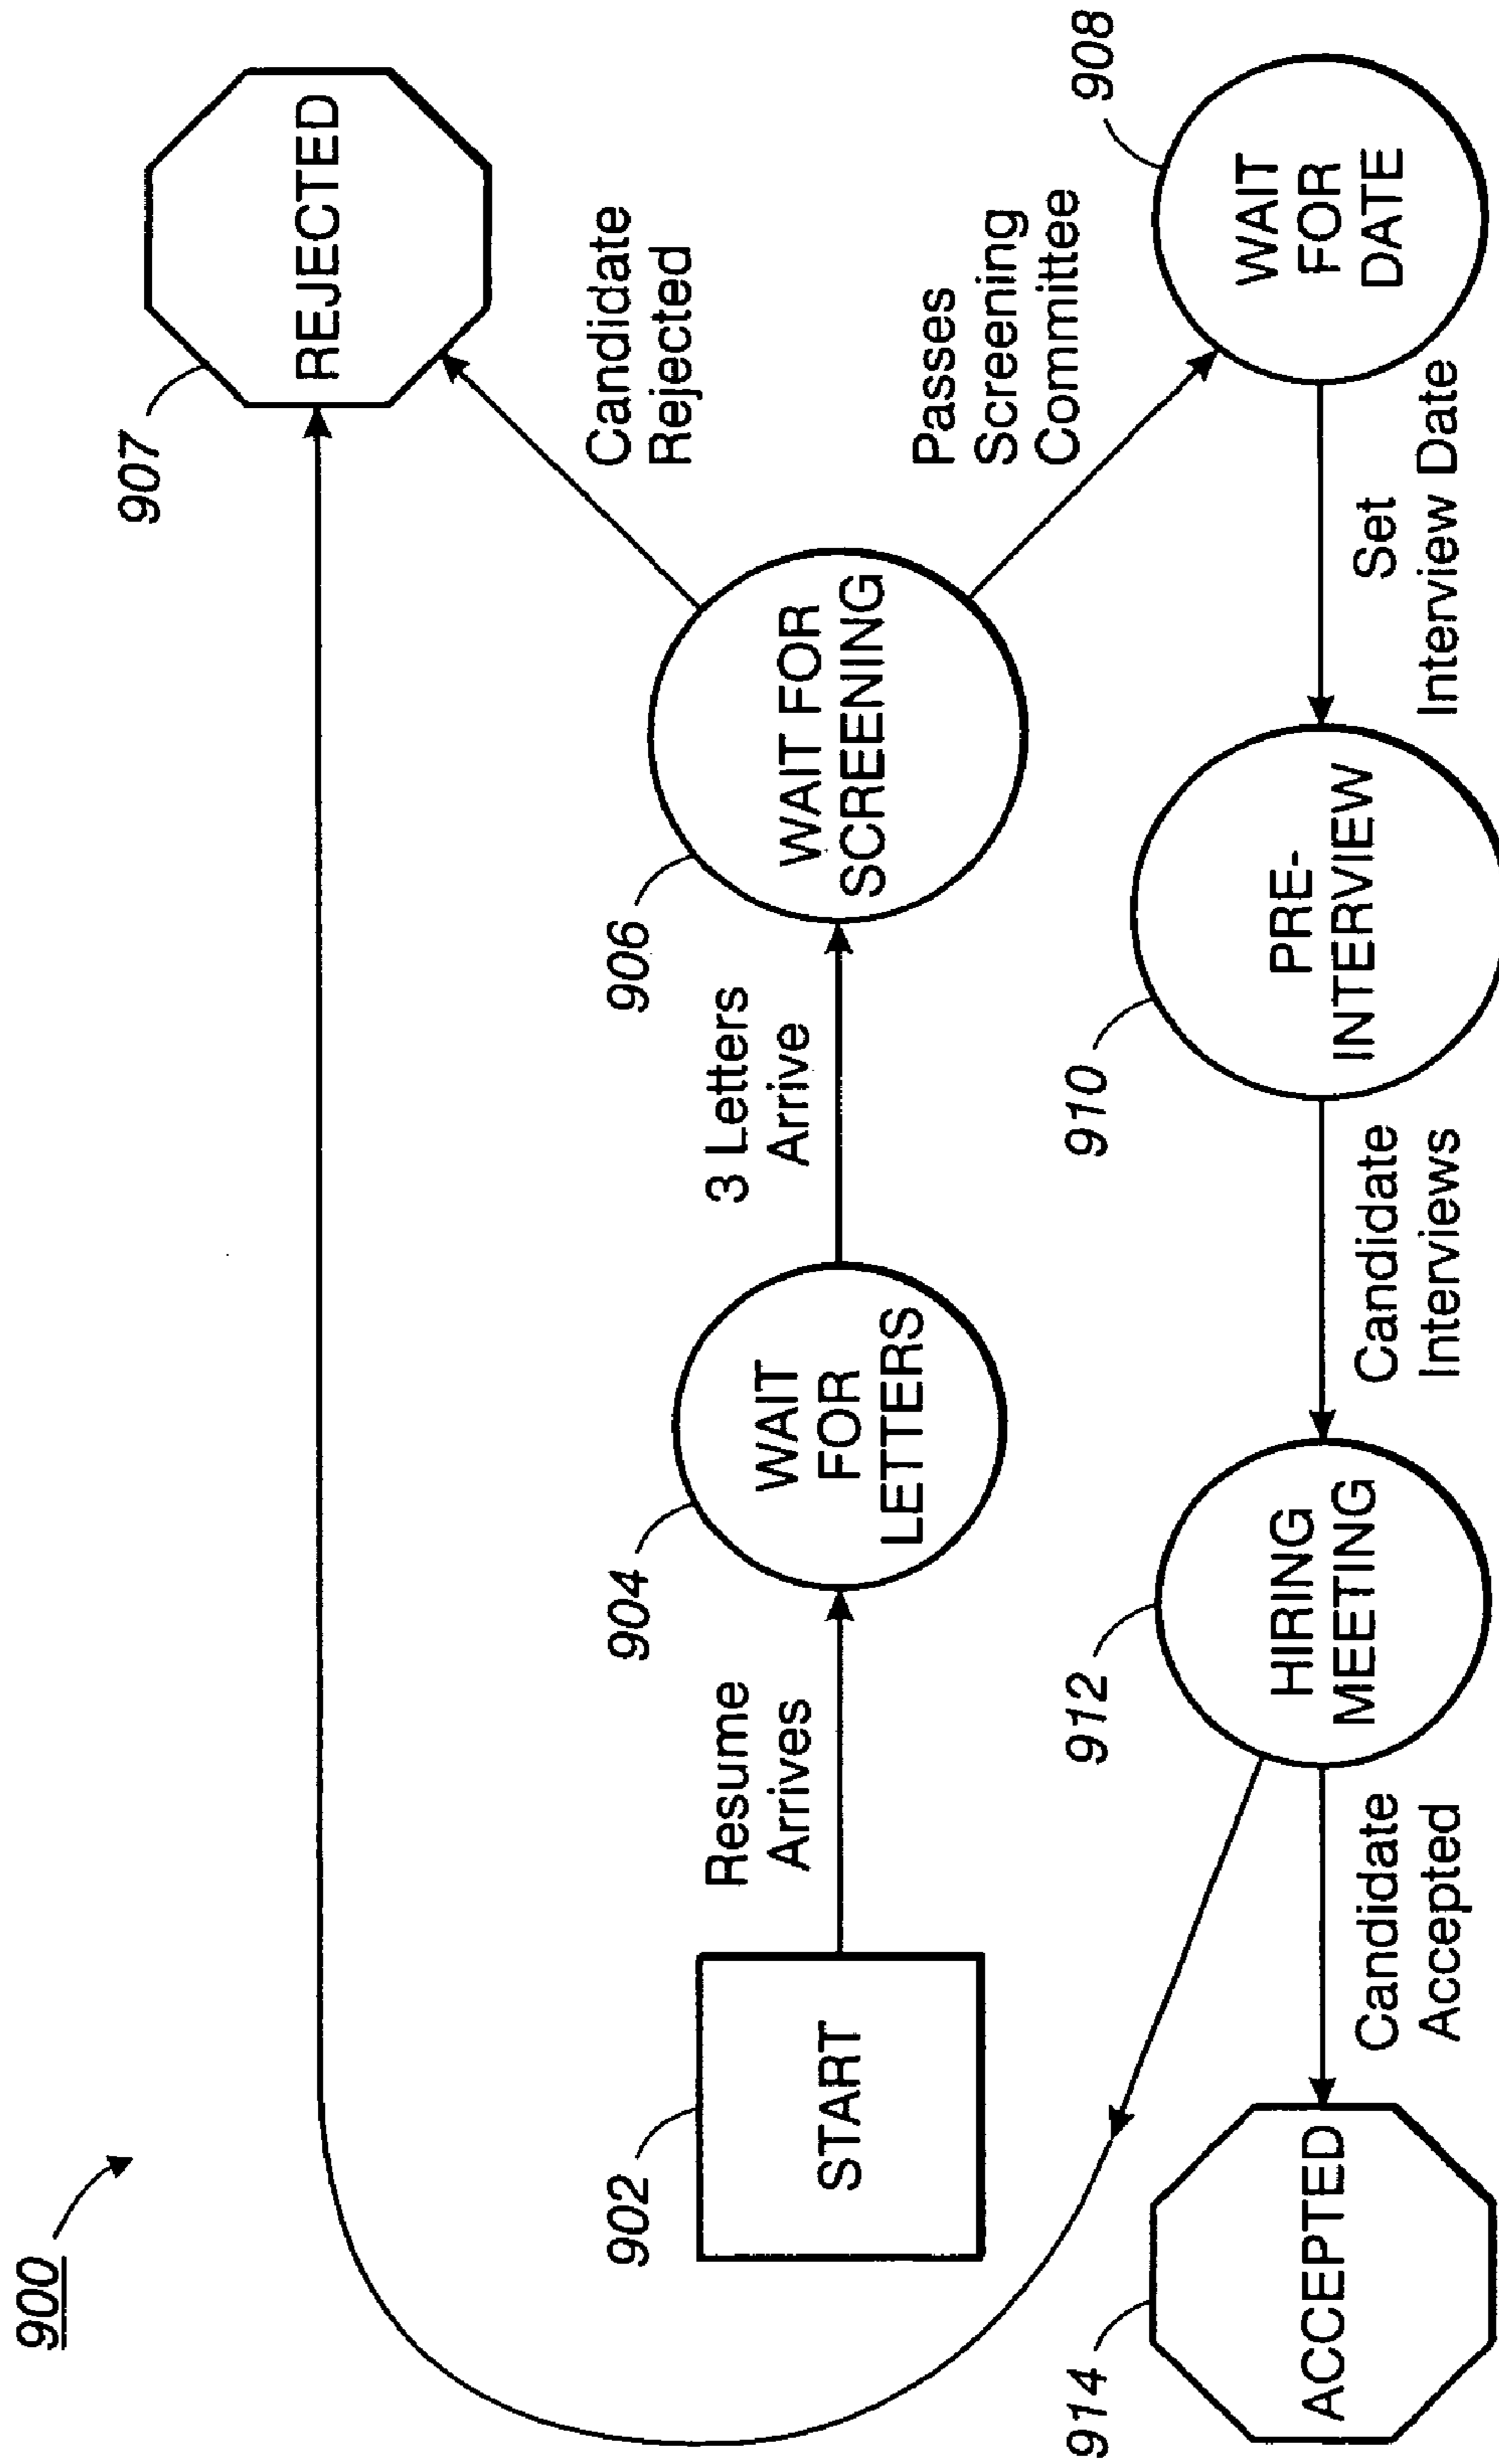 900
907
REJECTED
Candidate
Rejected
902
START
Resume
Arrives
904
WAIT
FOR
LETTERS
3 Letters
Arrive
906
WAIT FOR
SCREENING
Passes
Screening
Committee
908
WAIT
FOR
DATE
Set
Interview Date
910
PRE-
INTERVIEW
Candidate
Interviews
912
HIRING
MEETING
Candidate
Accepted
914
ACCEPTED